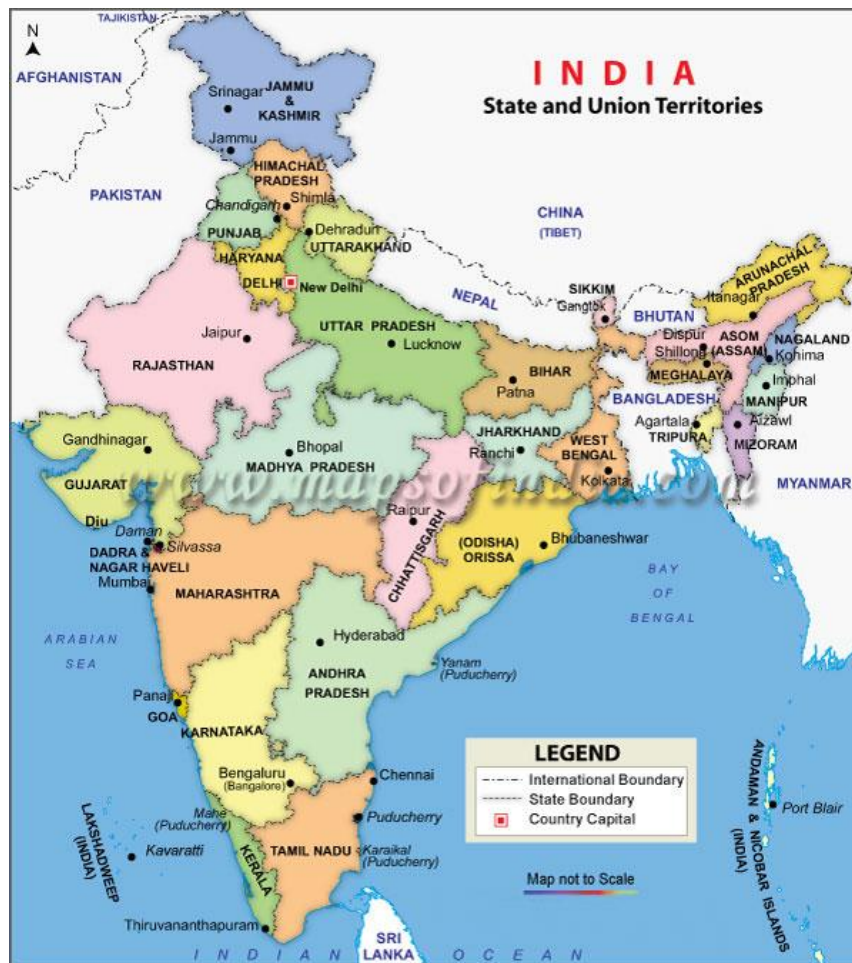 TAJIKISTAN
N
AFGHANISTAN
INDIA
State and Union Territories
JAMMU
&
KASHMIR
Srinagar
Jammu
HIMACHAL
PRADESH
Shimla
PAKISTAN
Chandigarh
PUNJAB
Dehradun
UTTARAKHAND
CHINA
(TIBET)
HARYANA
DELHI
New Delhi
NEPAL
SIKKIM
Gangtok
BHUTAN
ARUNACHAL
PRADESH
Itanagar
Jaipur
RAJASTHAN
UTTAR PRADESH
Lucknow
BIHAR
Patna
Dispur
ASOM
(ASSAM)
NAGALAND
Shillong
Kohima
MEGHALAYA
BANGLADESH
Imphal
MANIPUR
Agartala
TRIPURA
Aizawl
MIZORAM
MYANMAR
Gandhinagar
GUJARAT
Bhopal
MADHYA PRADESH
JHARKHAND
Ranchi
WEST
BENGAL
Kolkata
www.mapsofindia.com
Diu
Daman
Silvassa
DADRA &
NAGAR HAVELI
Mumbai
Raipur
CHHATTISGARH
(ODISHA)
ORISSA
Bhubaneshwar
MAHARASHTRA
BAY
OF
BENGAL
ARABIAN
SEA
Hyderabad
ANDHRA
PRADESH
Yanam
(Puducherry)
Panaji
GOA
KARNATAKA
Bengaluru
(Bangalore)
Chennai
Mahe
(Puducherry)
Puducherry
LAKSHADWEEP
(INDIA)
Kavaratti
KERALA
TAMIL NADU
Karaikal
(Puducherry)
Thiruvananthapuram
SRI
LANKA
INDIAN OCEAN
LEGEND
International Boundary
State Boundary
Country Capital
Map not to Scale
ANDAMAN & NICOBAR ISLANDS
(INDIA)
Port Blair